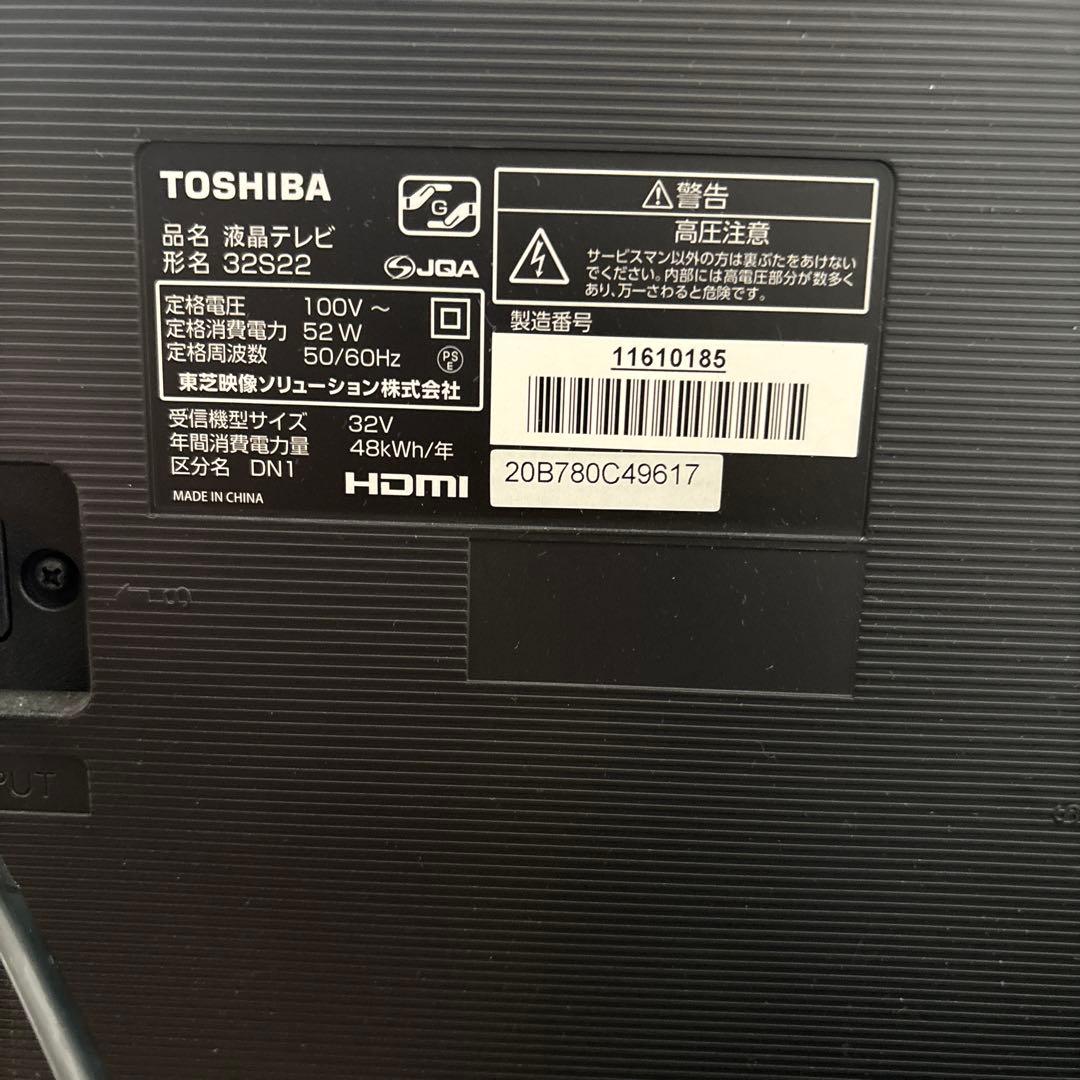 TOSHIBA
G
品名 液晶テレビ
形名 32S22
JQA
定格電圧 100V～
定格消費電力 52W
定格周波数 50/60Hz
PS
E
東芝映像ソリューション株式会社
受信機型サイズ 32V
年間消費電力量 48kWh/年
区分名 DN1
HDMI
MADE IN CHINA
警告
高圧注意
サービスマン以外の方は裏ぶたをあけない
でください。内部には高電圧部分が数多く
あり、万一さわると危険です。
製造番号
11610185
20B780C49617
PUT